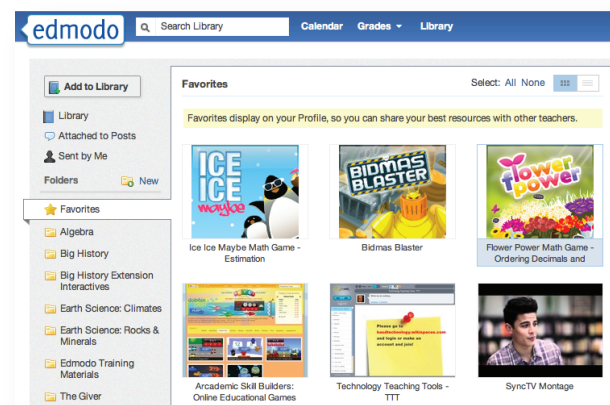 edmodo
Search Library
Calendar Grades Library
Add to Library
Library
Attached to Posts
Sent by Me
Folders New
Favorites
Algebra
Big History
Big History Extension
Interactives
Earth Science: Climates
Earth Science: Rocks &
Minerals
Edmodo Training
Materials
The Giver
Favorites
Select: All None
Favorites display on your Profile, so you can share your best resources with other teachers.
ICE
ICE
maybe
Ice Ice Maybe Math Game -
Estimation
BIDMAS
BLASTER
Bidmas Blaster
flower
power
Flower Power Math Game -
Ordering Decimals and
Arcademic Skill Builders:
Online Educational Games
Please go to
and login or make an
account and join!
Technology Teaching Tools -
TTT
SyncTV Montage